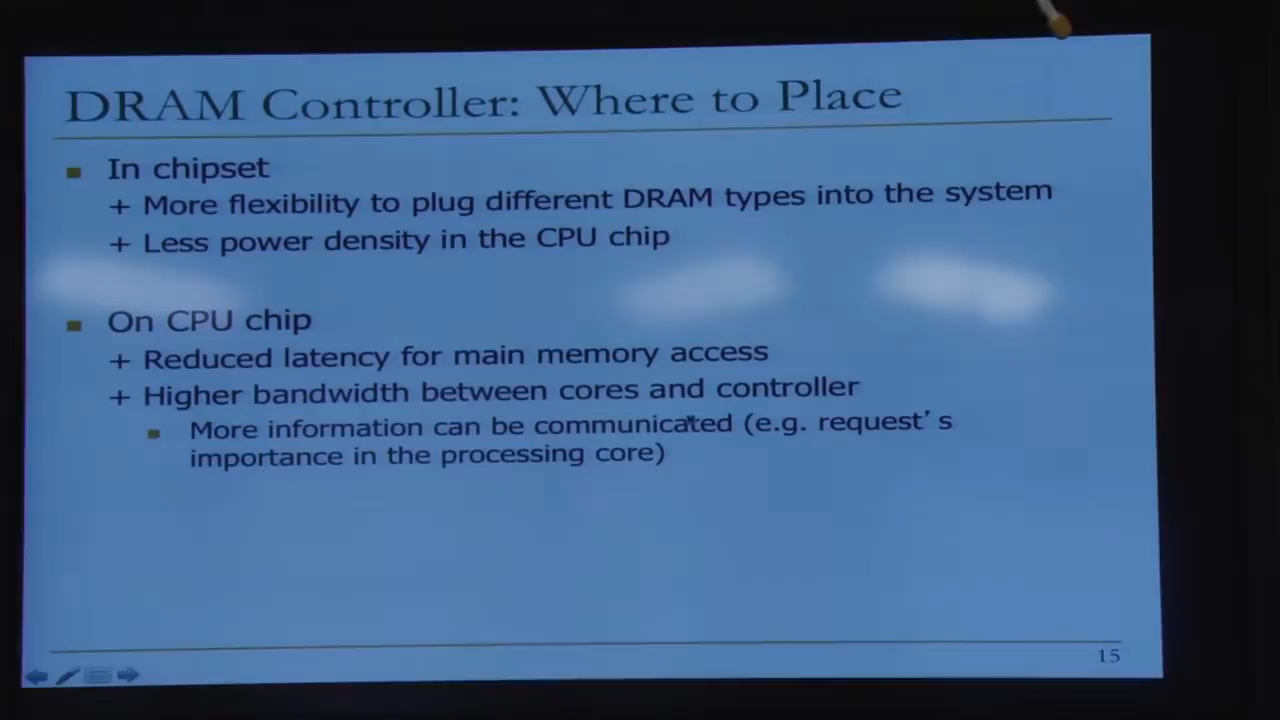 DRAM Controller: Where to Place
In chipset
+ More flexibility to plug different DRAM types into the system
+ Less power density in the CPU chip
On CPU chip
+ Reduced latency for main memory access
+ Higher bandwidth between cores and controller
More information can be communicated (e.g. request's
importance in the processing core)
15